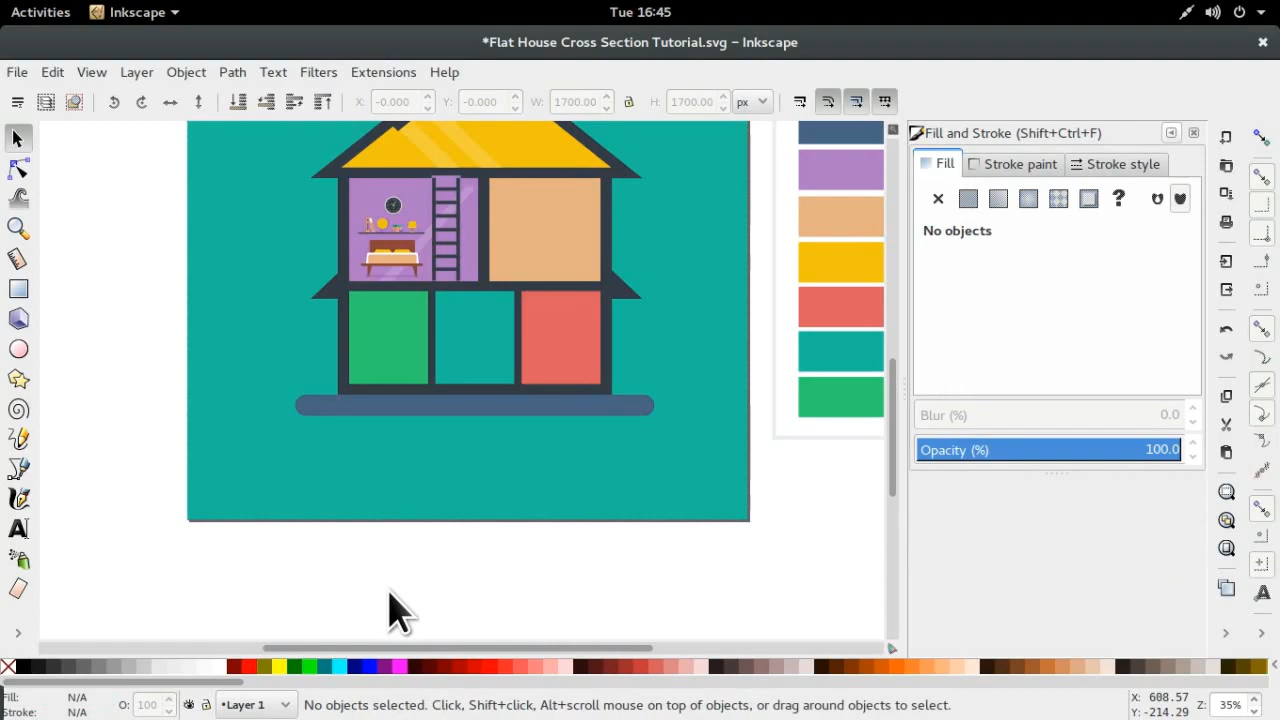 Activities Inkscape Tue 16:45
*Flat House Cross Section Tutorial.svg – Inkscape
File Edit View Layer Object Path Text Filters Extensions Help
X: -0.000 Y: -0.000 W: 1700.00 H: 1700.00 px
Fill and Stroke (Shift+Ctrl+F)
Fill Stroke paint Stroke style
No objects
Blur (%) 0.0
Opacity (%) 100.0
Fill: N/A
Stroke: N/A
O: 100
•Layer 1
No objects selected. Click, Shift+click, Alt+scroll mouse on top of objects, or drag around objects to select.
X: 608.57
Y: -214.29
Z: 35%